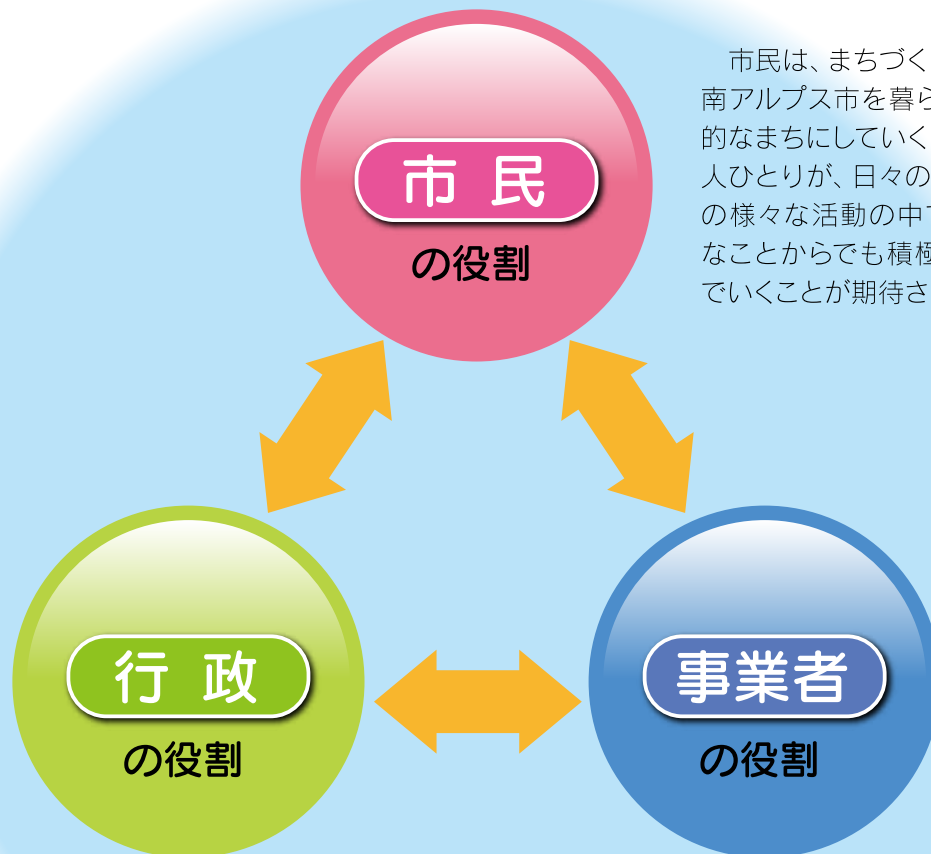 市民
の役割
市民は、まちづく
南アルプス市を暮ら
的なまちにしていく
人ひとりが、日々の
の様々な活動の中で
なことからでも積極
でいくことが期待さ
行政
の役割
事業者
の役割